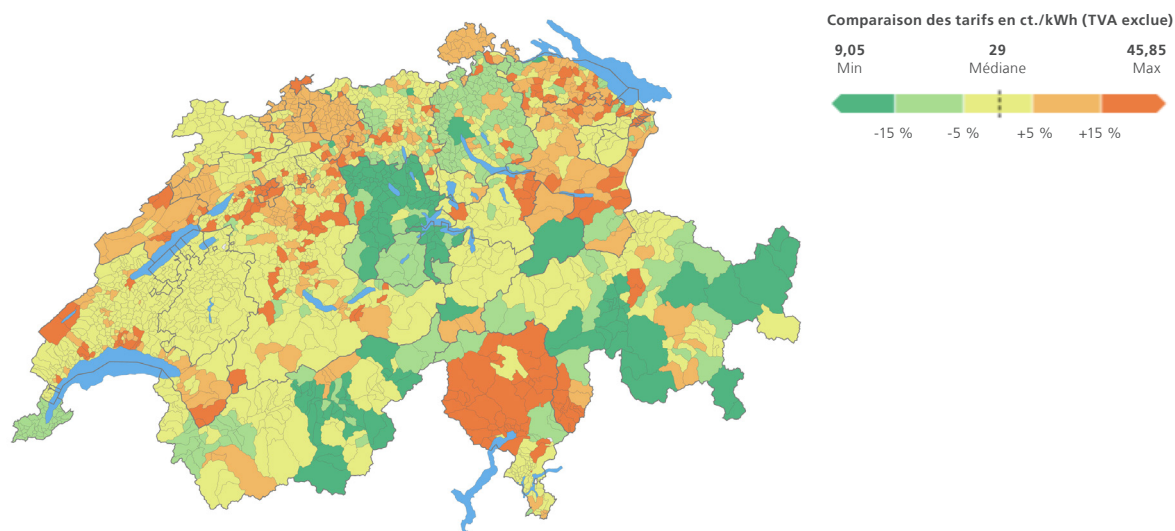 Comparaison des tarifs en ct./kWh (TVA exclue)
9,05 29 45,85
Min Médiane Max
-15 % -5 % +5 % +15 %